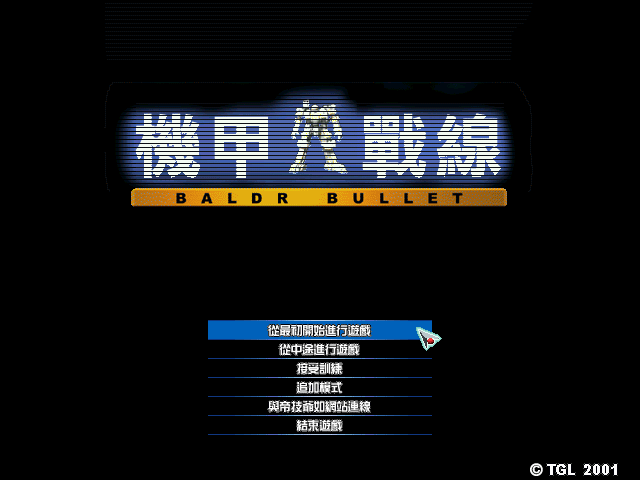 機甲戰線
BALDR BULLET
從最初開始進行遊戲
從中途進行遊戲
接受訓練
追加模式
與帝技爺如網站連線
結束遊戲
© TGL 2001